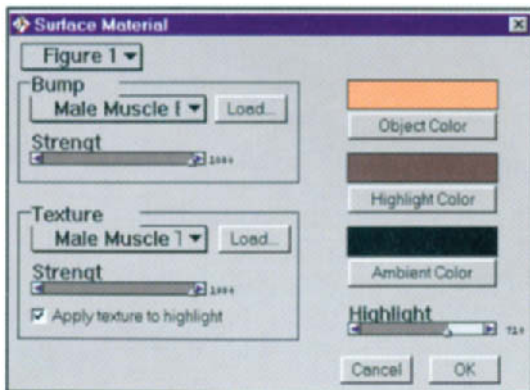 Surface Material
Figure 1
Bump
Male Muscle
Load...
Strengt
Texture
Male Muscle
Load...
Strengt
Apply texture to highlight
Object Color
Highlight Color
Ambient Color
Highlight
Cancel
OK